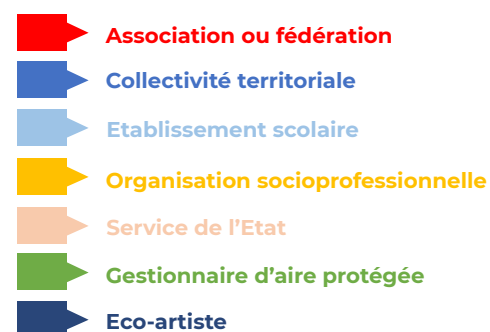 Association ou fédération
Collectivité territoriale
Etablissement scolaire
Organisation socioprofessionnelle
Service de l'Etat
Gestionnaire d'aire protégée
Eco-artiste